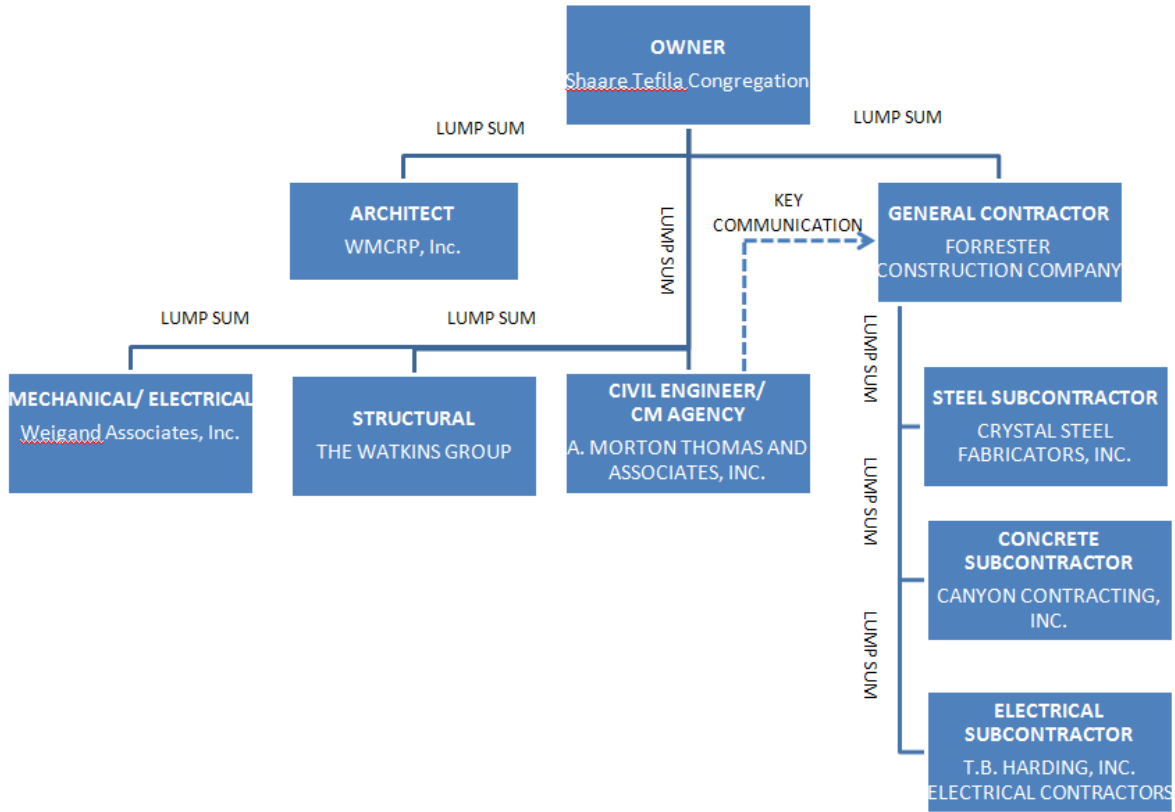 OWNER
Shaare Tefila Congregation
LUMP SUM
LUMP SUM
ARCHITECT
WMCRP, Inc.
LUMP SUM
KEY
COMMUNICATION
GENERAL CONTRACTOR
FORRESTER
CONSTRUCTION COMPANY
LUMP SUM
LUMP SUM
MECHANICAL/ ELECTRICAL
Weigand Associates, Inc.
STRUCTURAL
THE WATKINS GROUP
CIVIL ENGINEER/
CM AGENCY
A. MORTON THOMAS AND
ASSOCIATES, INC.
LUMP SUM
STEEL SUBCONTRACTOR
CRYSTAL STEEL
FABRICATORS, INC.
LUMP SUM
CONCRETE
SUBCONTRACTOR
CANYON CONTRACTING,
INC.
LUMP SUM
ELECTRICAL
SUBCONTRACTOR
T.B. HARDING, INC.
ELECTRICAL CONTRACTORS